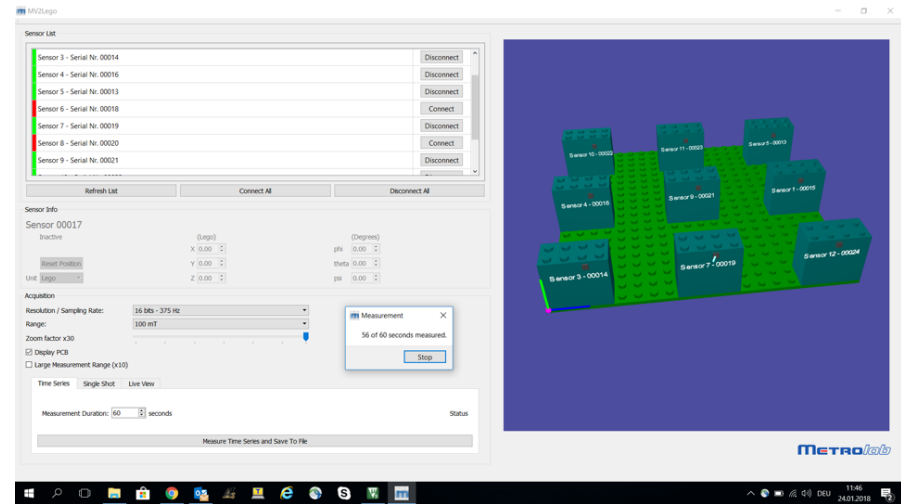 MV2Lego
Sensor List
Sensor 3 - Serial Nr. 00014 Disconnect
Sensor 4 - Serial Nr. 00016 Disconnect
Sensor 5 - Serial Nr. 00013 Disconnect
Sensor 6 - Serial Nr. 00018 Connect
Sensor 7 - Serial Nr. 00019 Disconnect
Sensor 8 - Serial Nr. 00020 Connect
Sensor 9 - Serial Nr. 00021 Disconnect
Refresh List Connect All Disconnect All
Sensor Info
Sensor 00017
Inactive (Lego) (Degrees)
X 0.00 phi 0.00
Reset Position Y 0.00 theta 0.00
Unit Lego Z 0.00 psi 0.00
Acquisition
Resolution / Sampling Rate: 16 bits - 375 Hz
Range: 100 mT
Zoom factor x30
Display PCB
Large Measurement Range (x10)
Time Series Single Shot Live View
Measurement Duration: 60 seconds Status
Measure Time Series and Save To File
Measurement
56 of 60 seconds measured.
Stop
Sensor 10 - 00022
Sensor 11 - 00023
Sensor 5 - 00013
Sensor 4 - 00016
Sensor 9 - 00021
Sensor 1 - 00015
Sensor 3 - 00014
Sensor 7 - 00019
Sensor 12 - 00024
Metrolab
DEU
11:46
24.01.2018